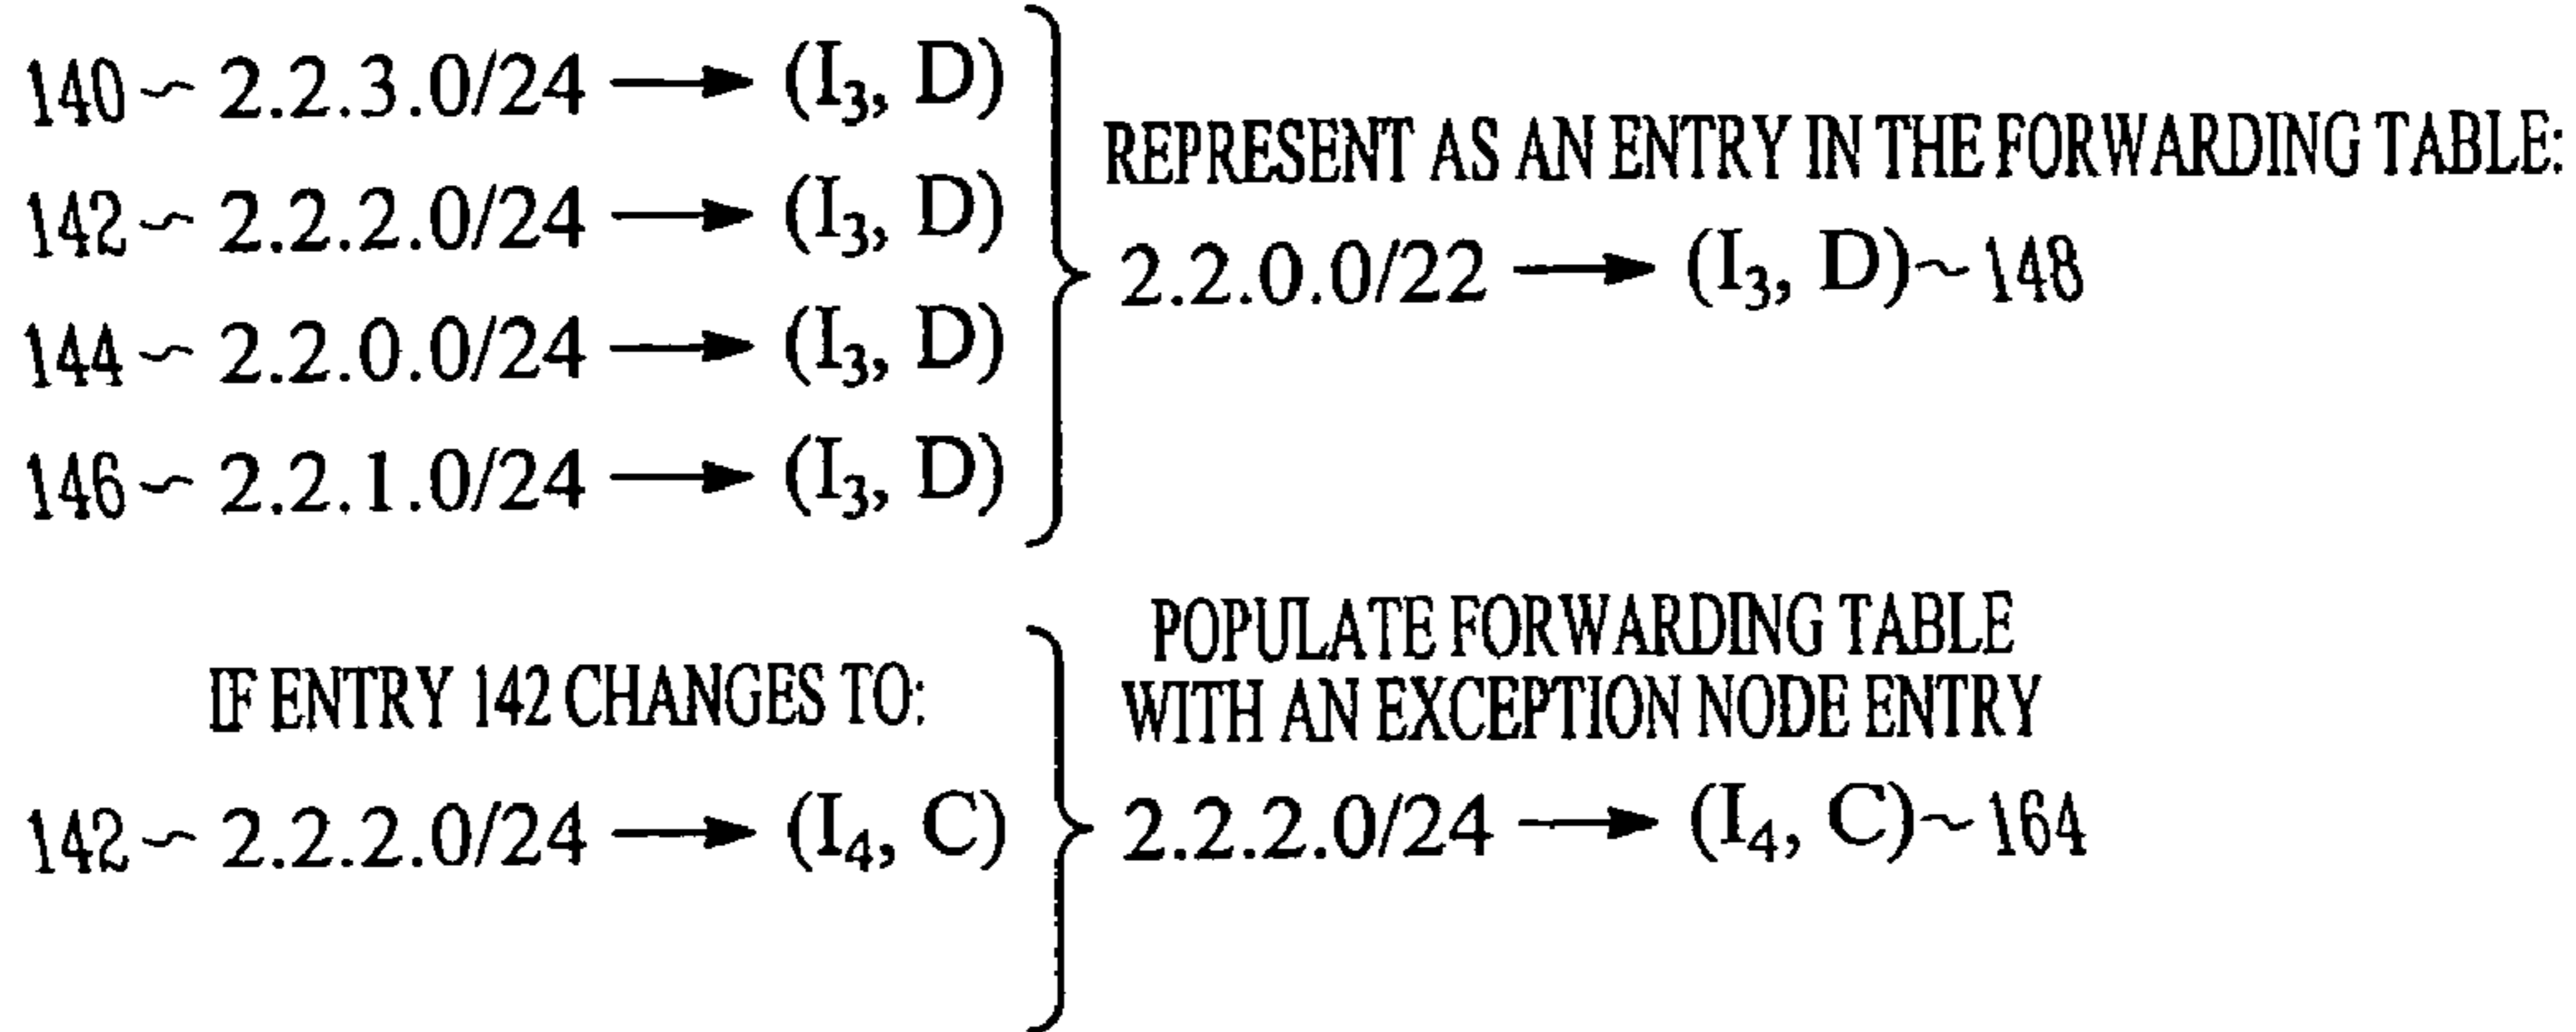 140 ~ 2.2.3.0/24 → (I₃, D)
142 ~ 2.2.2.0/24 → (I₃, D)
144 ~ 2.2.0.0/24 → (I₃, D)
146 ~ 2.2.1.0/24 → (I₃, D)
REPRESENT AS AN ENTRY IN THE FORWARDING TABLE:
2.2.0.0/22 → (I₃, D) ~ 148
IF ENTRY 142 CHANGES TO:
142 ~ 2.2.2.0/24 → (I₄, C)
POPULATE FORWARDING TABLE
WITH AN EXCEPTION NODE ENTRY
2.2.2.0/24 → (I₄, C) ~ 164